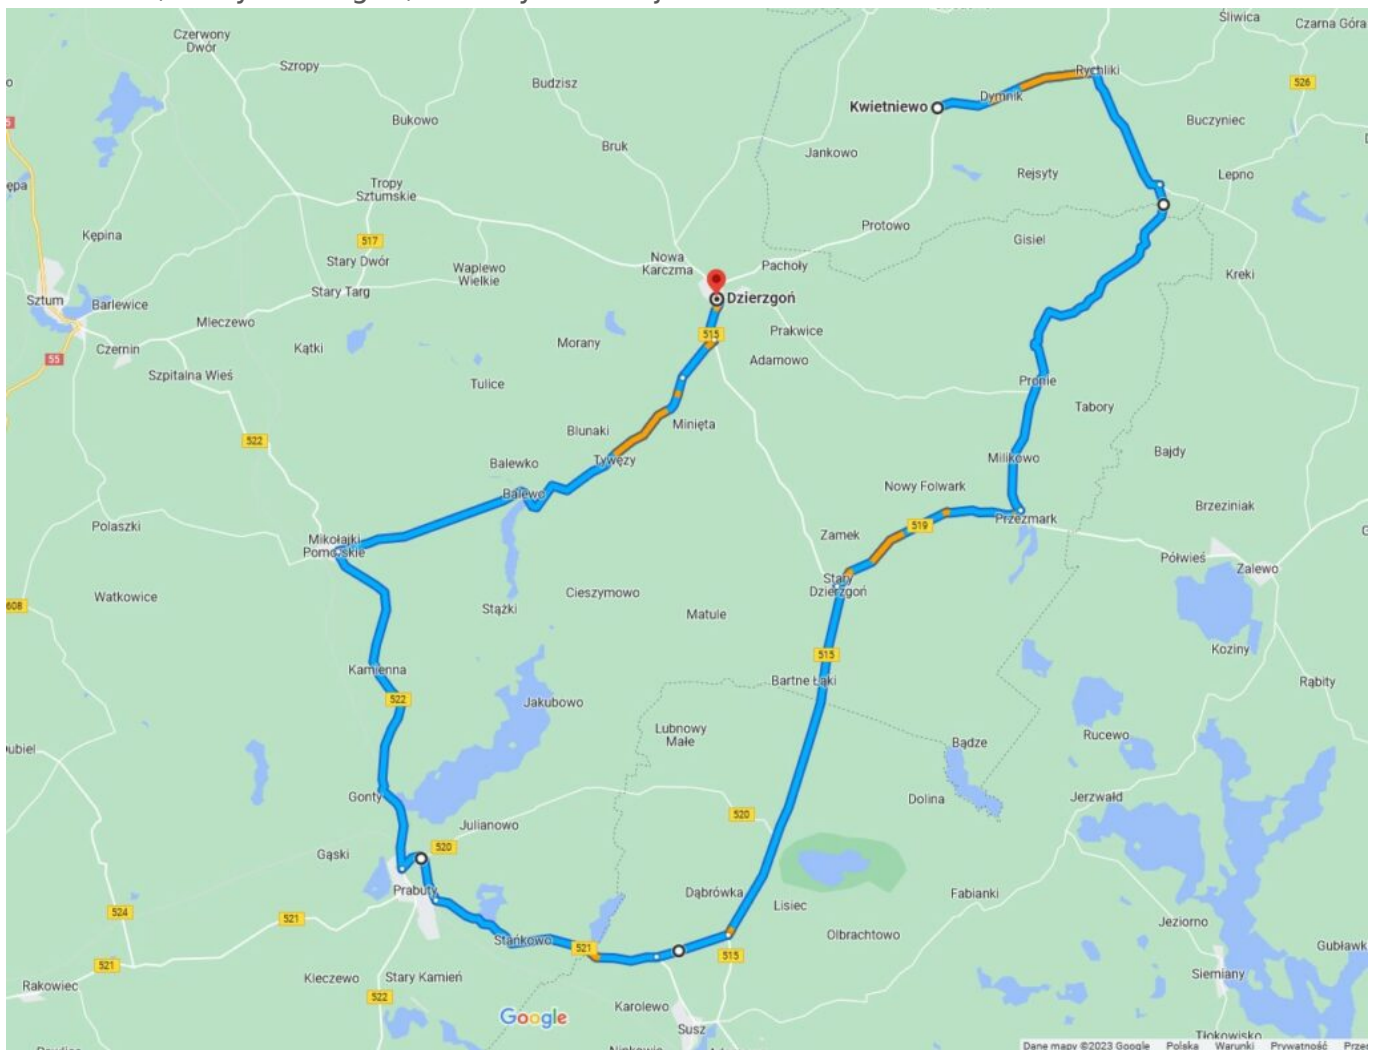 Śliwica
Czarna Góra
Czerwony
Dwór
Szropy
Budzisz
Rychliki
526
Dymnik
Kwietniewo
Bukowo
Buczyniec
Bruk
Jankowo
Rejsyty
Lepno
Tropy
Sztumskie
Protowo
Kępina
517
Gisiel
Stary Dwór
Waplewo
Wielkie
Nowa
Karczma
Pachoły
Kreki
Stary Targ
Sztum
Barlewice
Dzierzgoń
Mleczewo
515
Prakwice
Czernin
Kątki
Morany
Adamowo
55
Szpitalna Wieś
Tulice
Pronie
Tabory
Minięta
Blunaki
522
Balewko
Tywęzy
Milikowo
Bajdy
Balewo
Nowy Folwark
Brzeziniak
Polaszki
519
Przezmark
Mikołajki
Pomorskie
Zamek
Półwieś
Zalewo
Stary
Dzierzgoń
Watkowice
608
Stążki
Cieszymowo
Matule
Koziny
515
Kamienna
Bartne Łąki
Rąbity
522
Jakubowo
Lubnowy
Małe
Bądze
Rucewo
Gonty
Dolina
Jerzwałd
520
Julianowo
520
Gąski
Prabuty
Dąbrówka
Lisiec
Fabianki
524
521
Jeziorno
Stańkowo
521
Olbrachtowo
515
Gubławk
521
Kleczewo
Stary Kamień
Siemiany
Rakowiec
522
Karolewo
Google
Susz
Tłokowisko
Dane mapy ©2023 Google Polska Warunki Prywatność